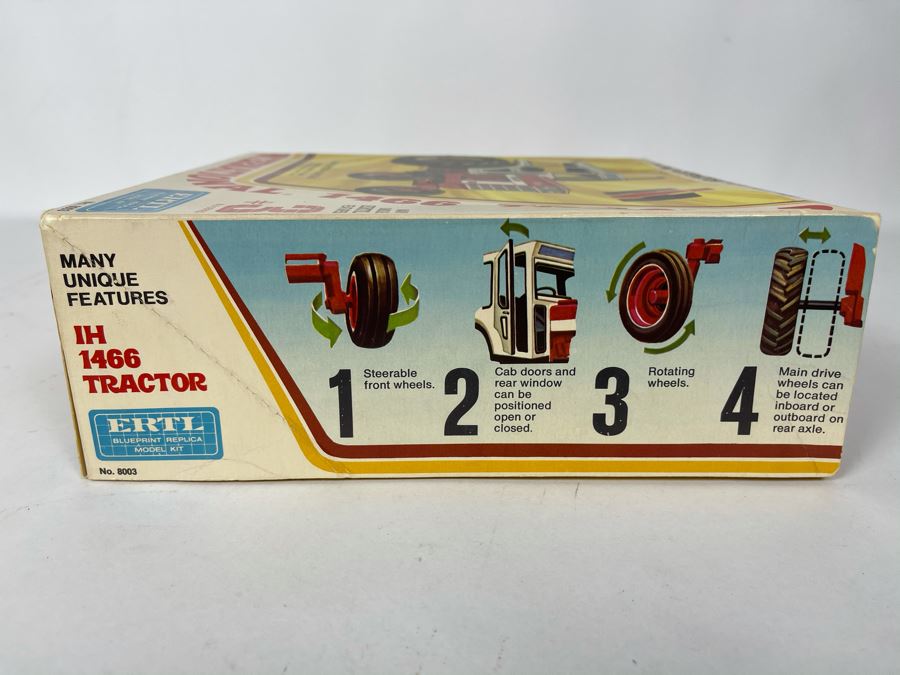 ERTL
1466
MANY
UNIQUE
FEATURES
IH
1466
TRACTOR
ERTL
BLUEPRINT REPLICA
MODEL KIT
No. 8003
1 Steerable
front wheels.
2 Cab doors and
rear window
can be
positioned
open or
closed.
3 Rotating
wheels.
4 Main drive
wheels can
be located
inboard or
outboard on
rear axle.